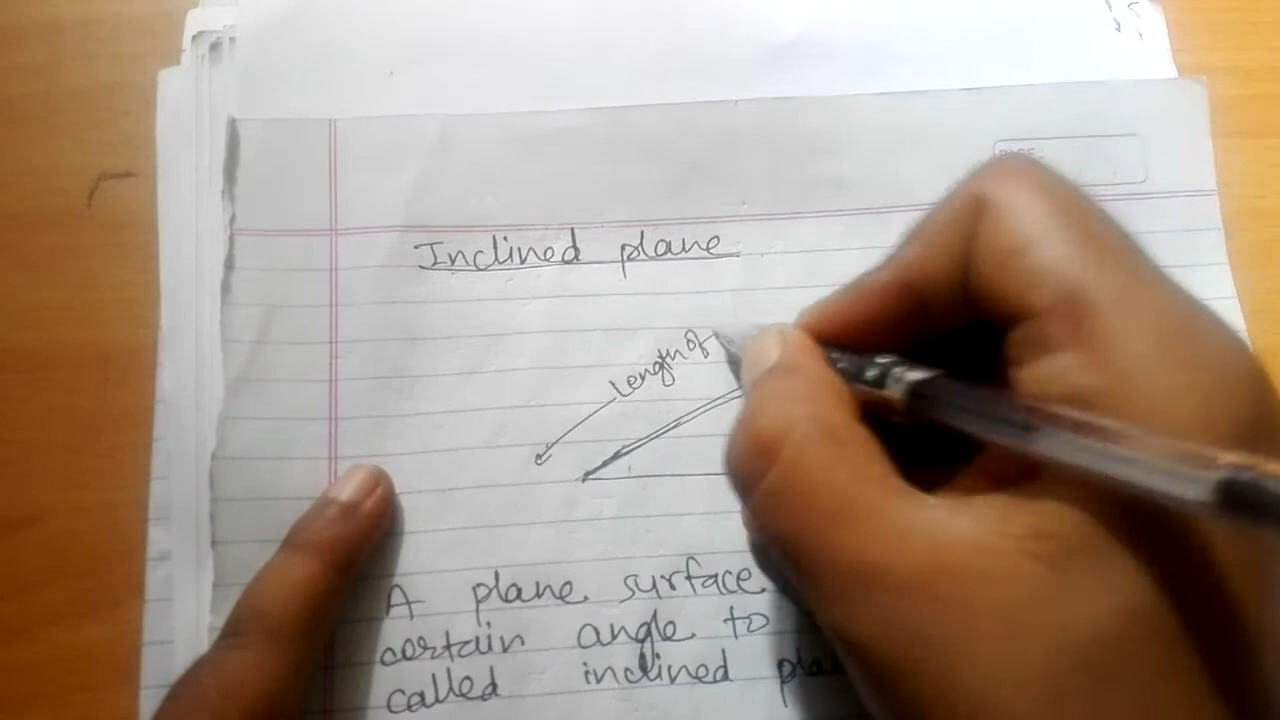 Inclined plane
Length of
A plane surface
certain angle to
called inclined